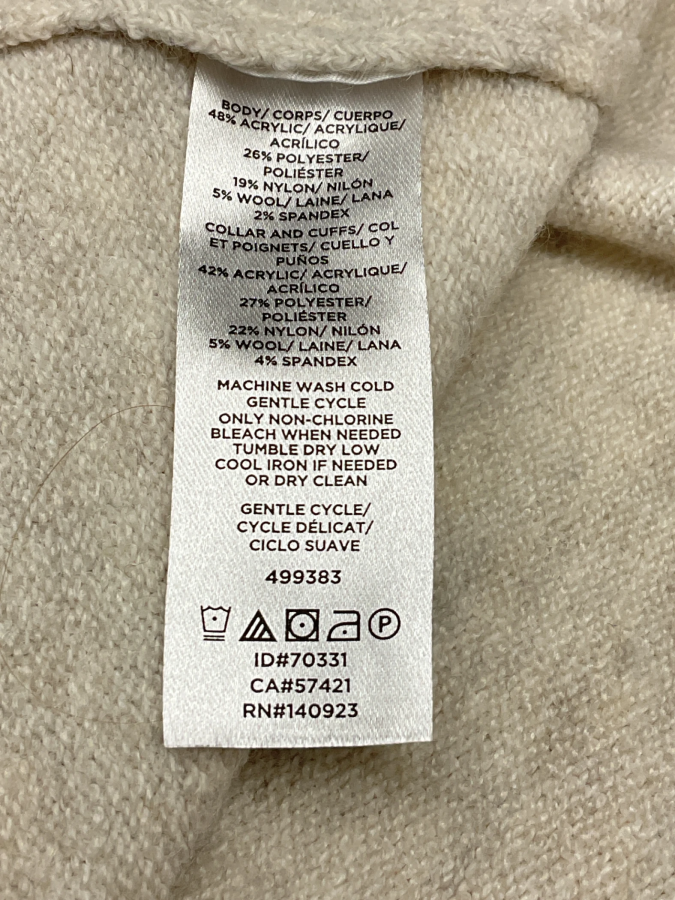 BODY/ CORPS/ CUERPO
48% ACRYLIC/ ACRYLIQUE/
ACRÍLICO
26% POLYESTER/
POLIÉSTER
19% NYLON/ NILÓN
5% WOOL/ LAINE/ LANA
2% SPANDEX
COLLAR AND CUFFS/ COL
ET POIGNETS/ CUELLO Y
PUÑOS
42% ACRYLIC/ ACRYLIQUE/
ACRÍLICO
27% POLYESTER/
POLIÉSTER
22% NYLON/ NILÓN
5% WOOL/ LAINE/ LANA
4% SPANDEX
MACHINE WASH COLD
GENTLE CYCLE
ONLY NON-CHLORINE
BLEACH WHEN NEEDED
TUMBLE DRY LOW
COOL IRON IF NEEDED
OR DRY CLEAN
GENTLE CYCLE/
CYCLE DÉLICAT/
CICLO SUAVE
499383
P
ID#70331
CA#57421
RN#140923